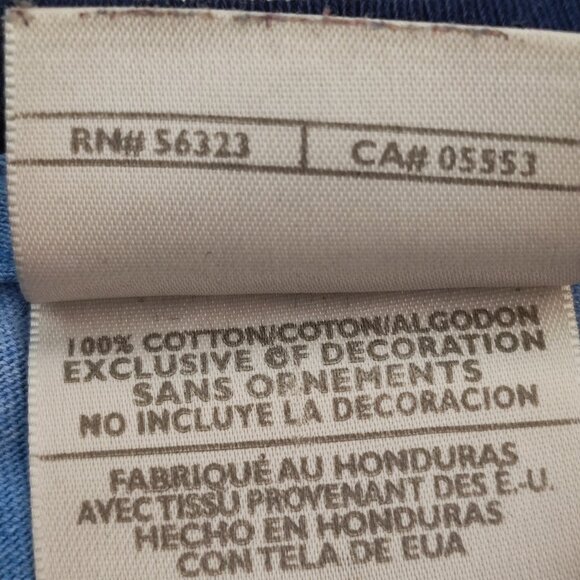 RN# 56323 CA# 05553
100% COTTON/COTON/ALGODON
EXCLUSIVE OF DECORATION
SANS ORNEMENTS
NO INCLUYE LA DECORACION
FABRIQUÉ AU HONDURAS
AVEC TISSU PROVENANT DES É.-U.
HECHO EN HONDURAS
CON TELA DE EUA